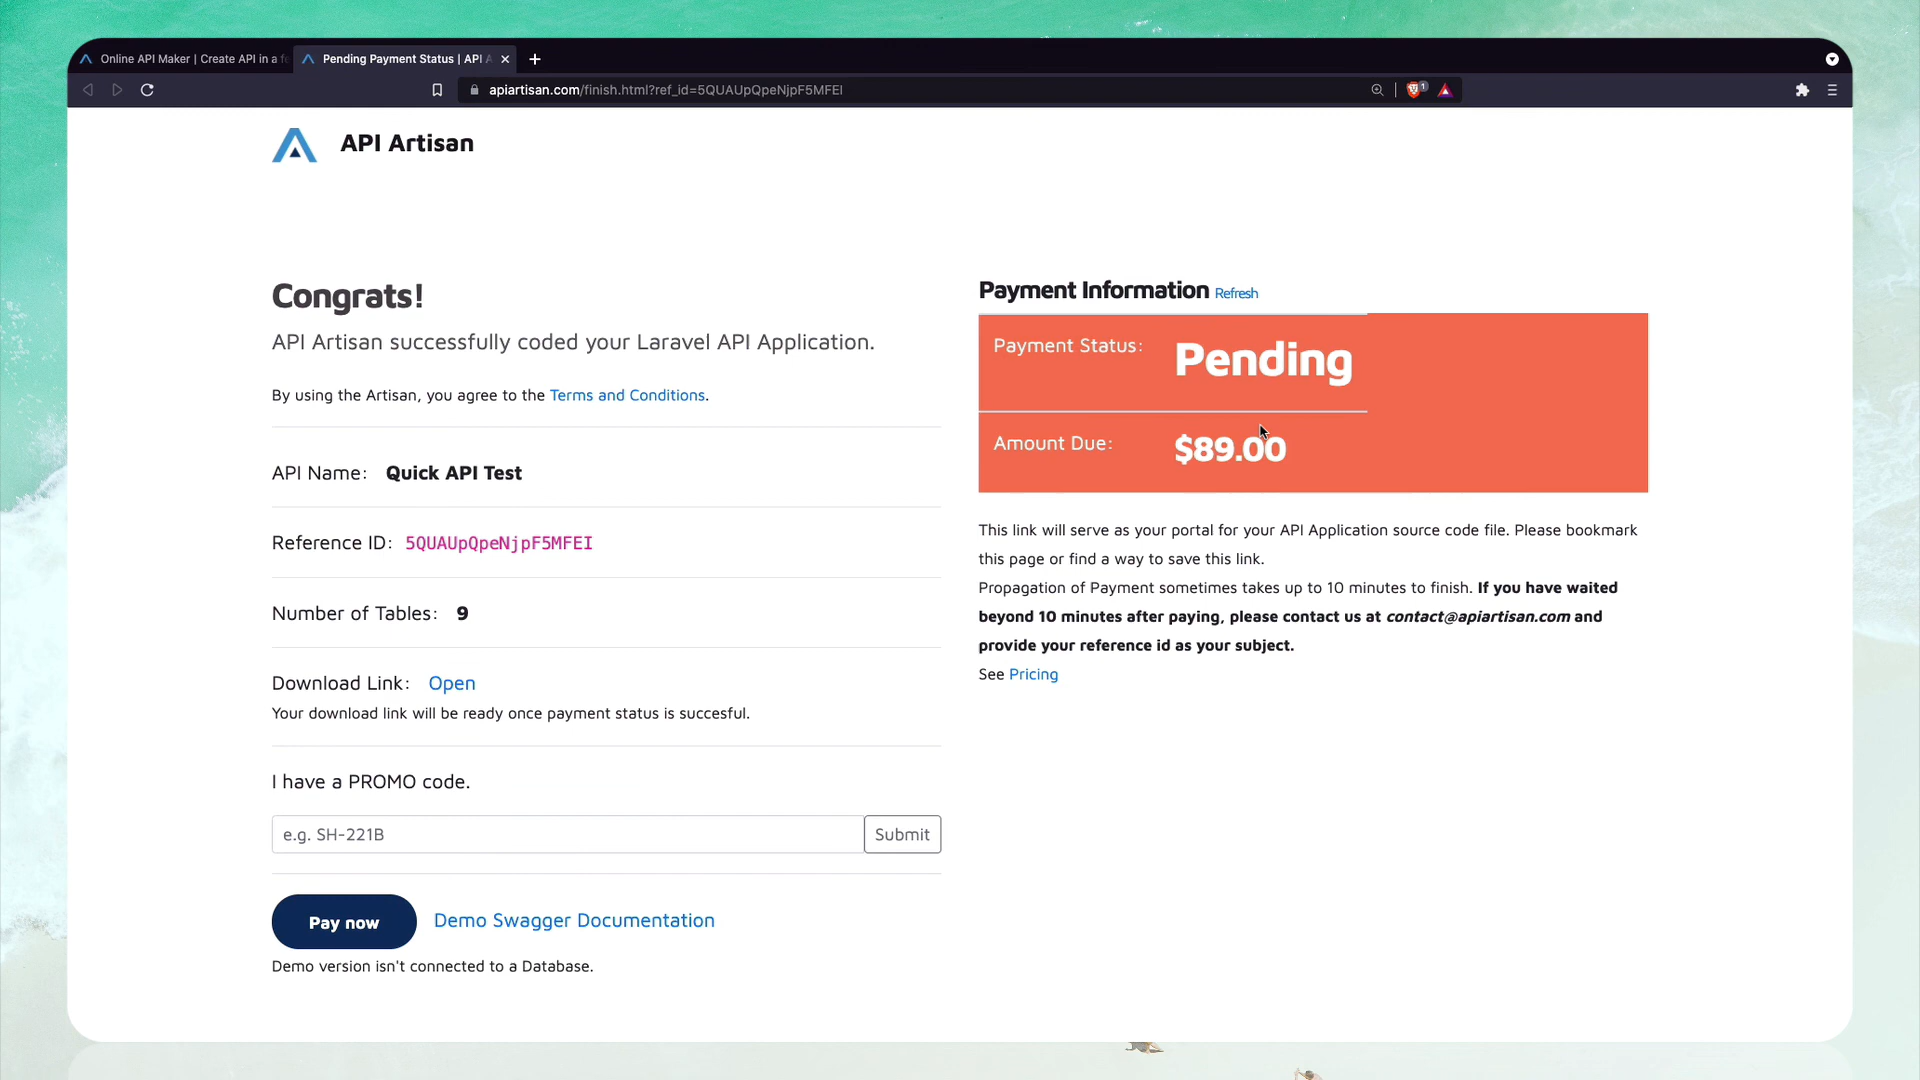 Online API Maker | Create API in a fe
Pending Payment Status | API A
apiartisan.com/finish.html?ref_id=5QUAUpQpeNjpF5MFEI
1
API Artisan
Congrats!
API Artisan successfully coded your Laravel API Application.
By using the Artisan, you agree to the Terms and Conditions.
API Name: Quick API Test
Reference ID: 5QUAUpQpeNjpF5MFEI
Number of Tables: 9
Download Link: Open
Your download link will be ready once payment status is succesful.
I have a PROMO code.
e.g. SH-221B
Submit
Pay now
Demo Swagger Documentation
Demo version isn't connected to a Database.
Payment Information Refresh
Payment Status: Pending
Amount Due: $89.00
This link will serve as your portal for your API Application source code file. Please bookmark
this page or find a way to save this link.
Propagation of Payment sometimes takes up to 10 minutes to finish. If you have waited
beyond 10 minutes after paying, please contact us at contact@apiartisan.com and
provide your reference id as your subject.
See Pricing